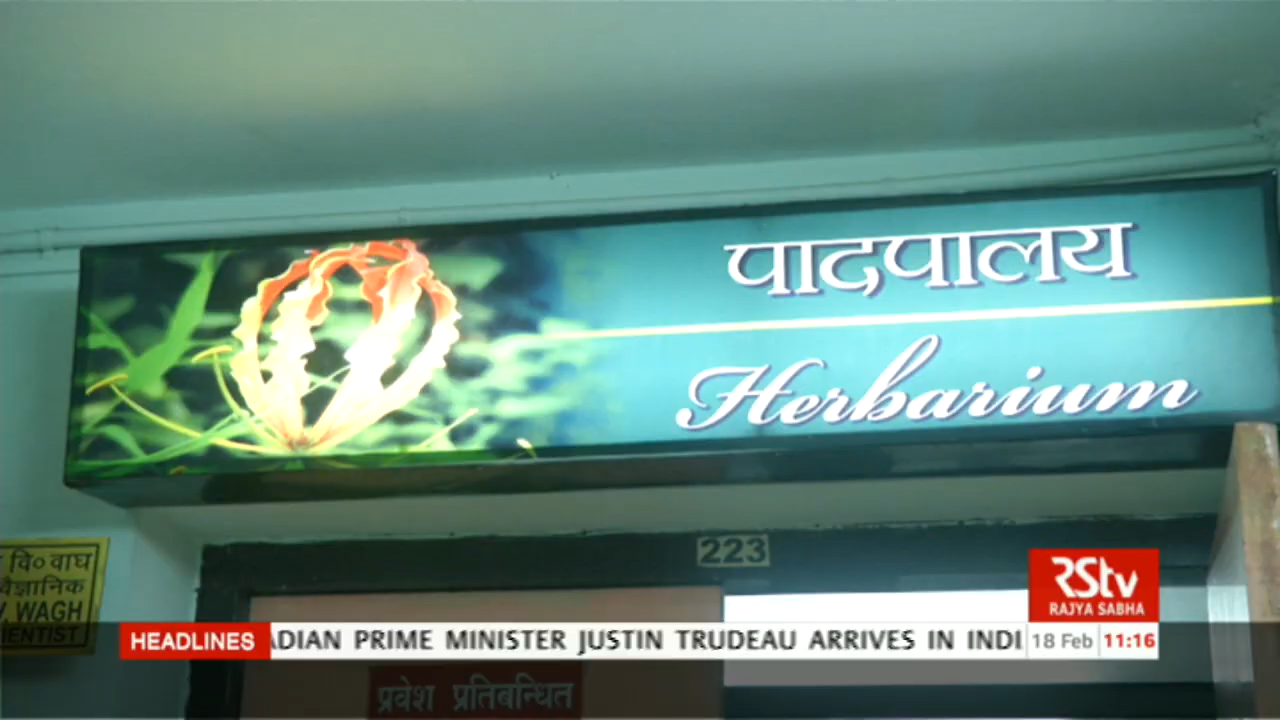 पादपालय
Herbarium
223
वि० वाघ
वैज्ञानिक
WAGH
RStv
RAJYA SABHA
HEADLINES ADIAN PRIME MINISTER JUSTIN TRUDEAU ARRIVES IN INDI 18 Feb 11:16
प्रवेश प्रतिबन्धित